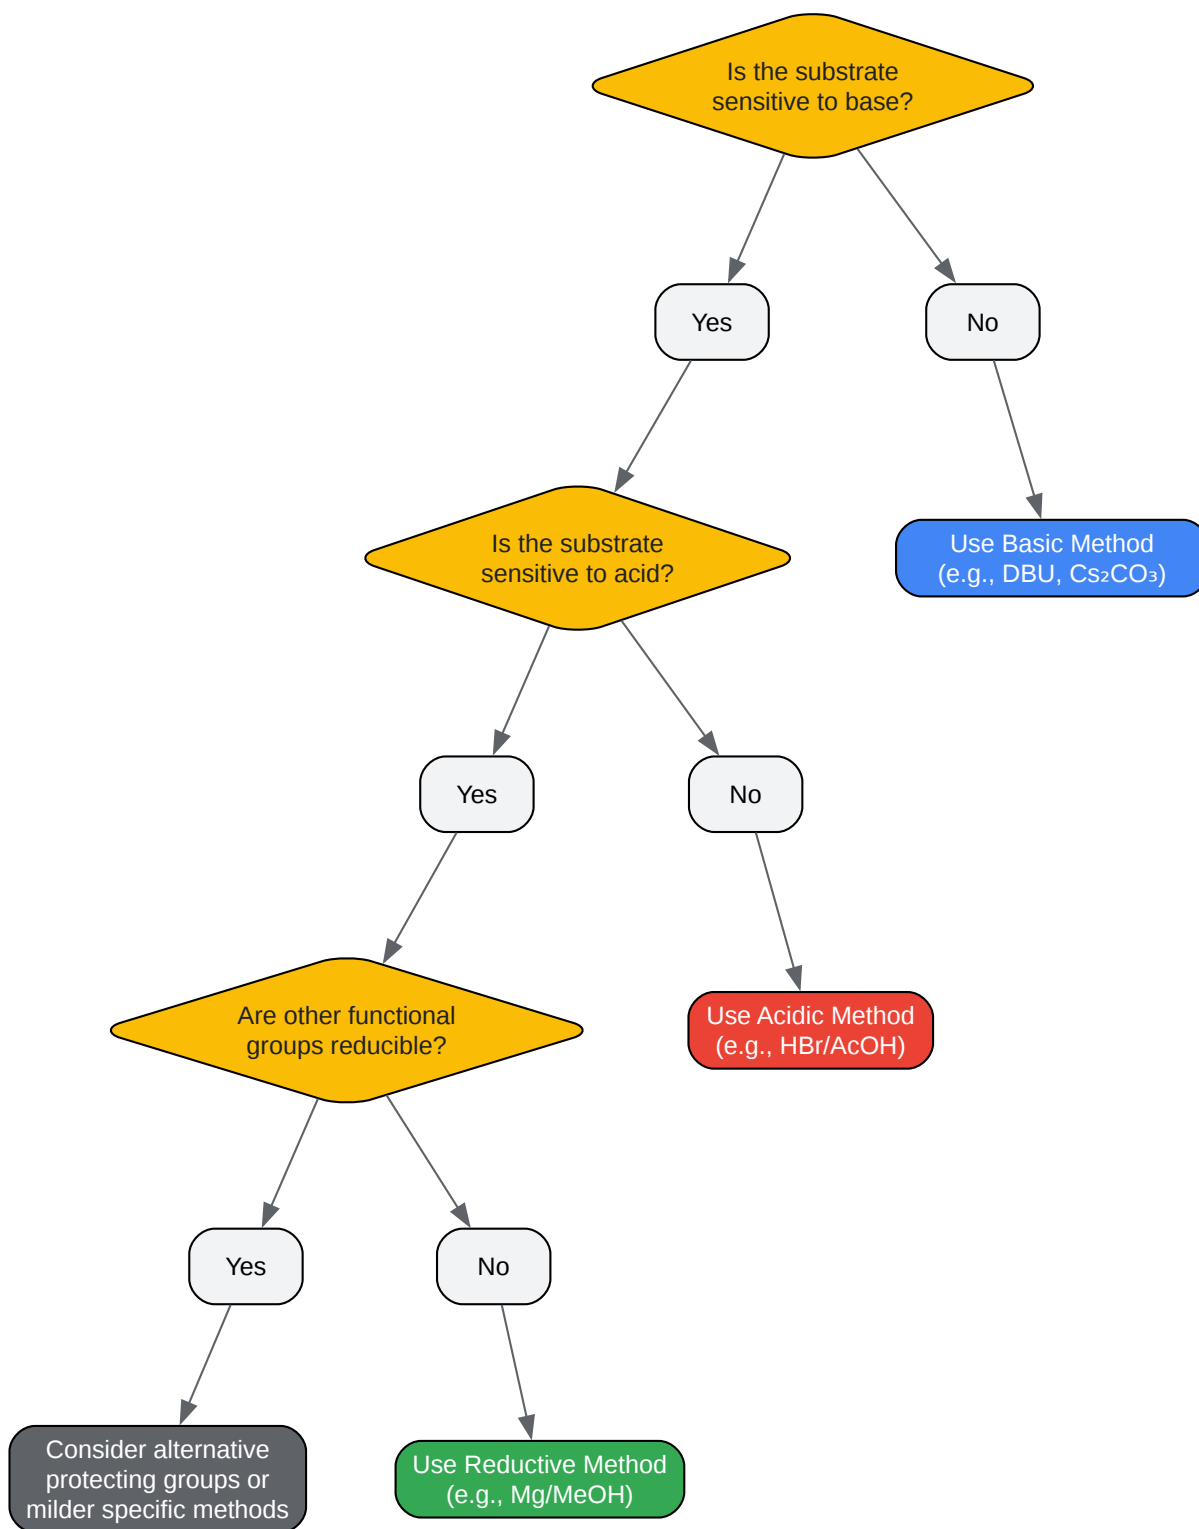 Is the substrate
sensitive to base?
Yes
No
Is the substrate
sensitive to acid?
Use Basic Method
(e.g., DBU, Cs₂CO₃)
Yes
No
Are other functional
groups reducible?
Use Acidic Method
(e.g., HBr/AcOH)
Yes
No
Consider alternative
protecting groups or
milder specific methods
Use Reductive Method
(e.g., Mg/MeOH)